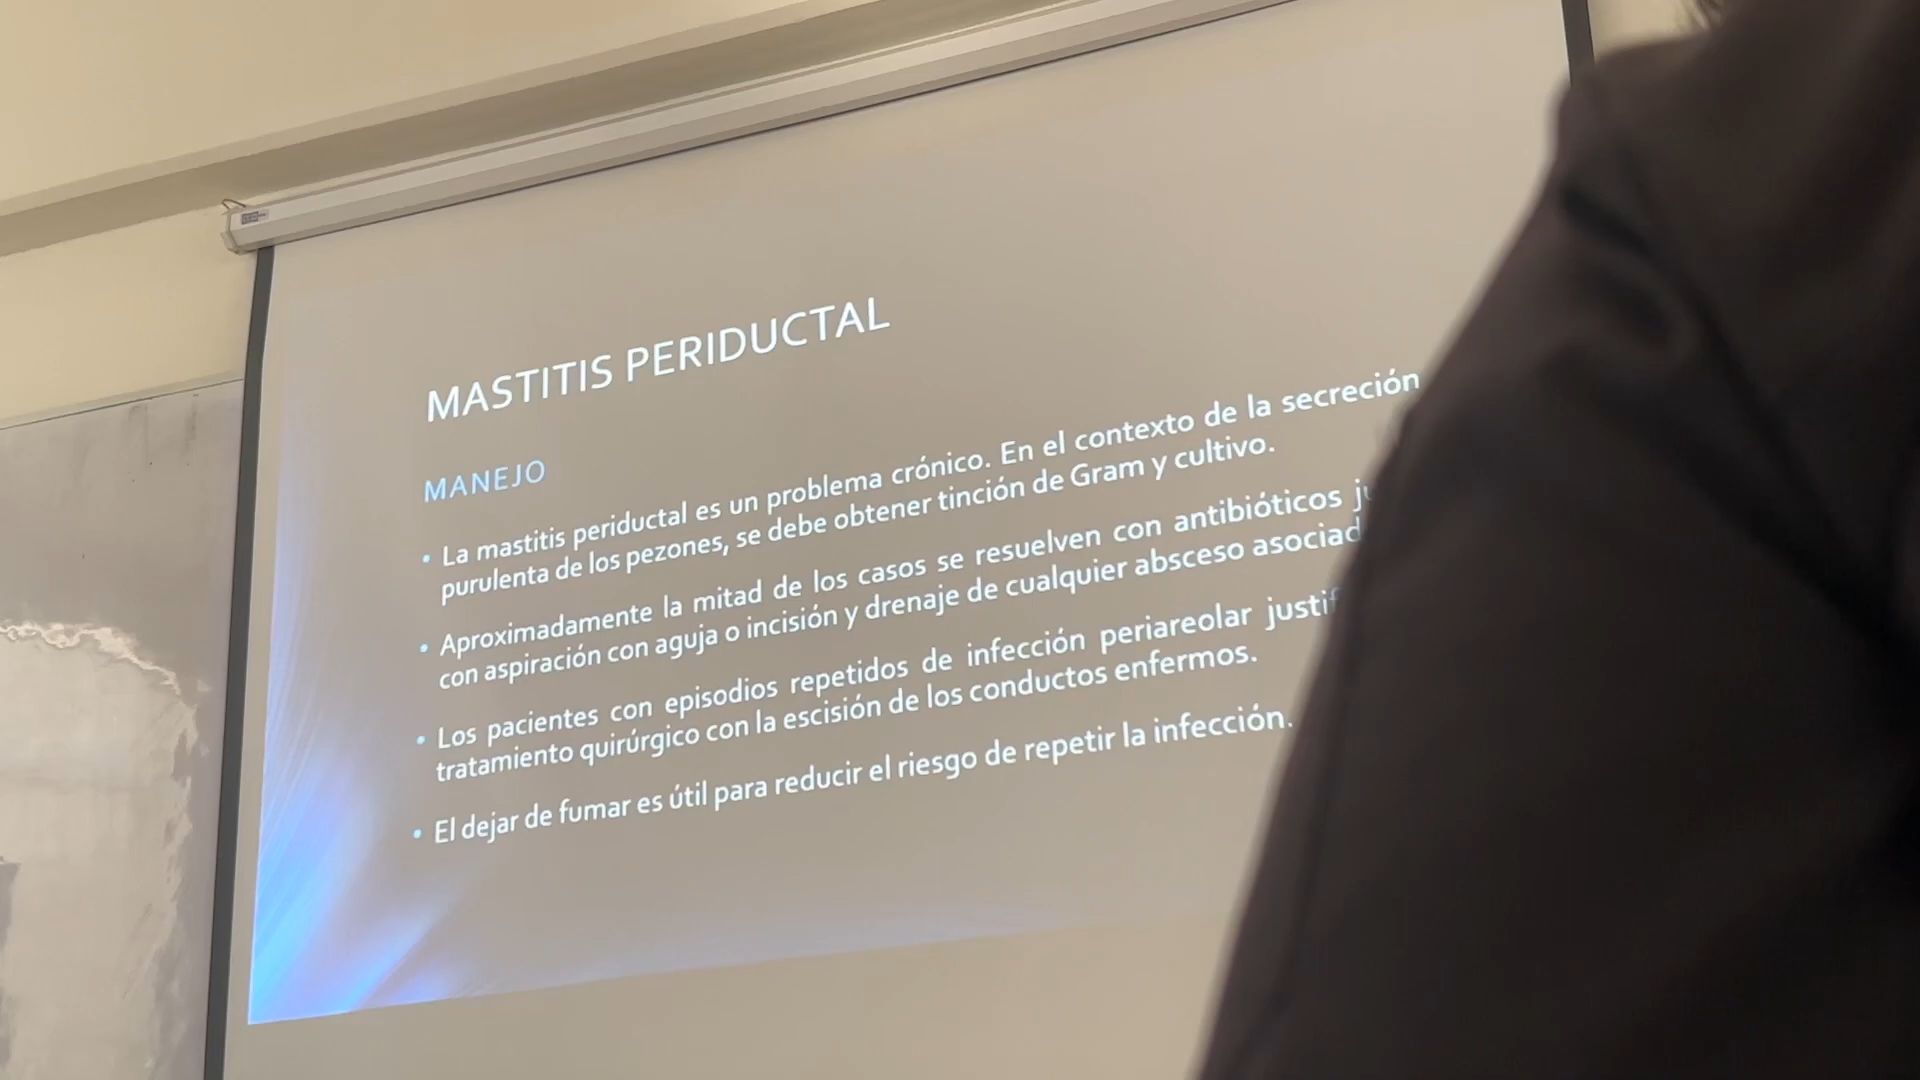 MASTITIS PERIDUCTAL
MANEJO
• La mastitis periductal es un problema crónico. En el contexto de la secreción
purulenta de los pezones, se debe obtener tinción de Gram y cultivo.
• Aproximadamente la mitad de los casos se resuelven con antibióticos
con aspiración con aguja o incisión y drenaje de cualquier absceso
• Los pacientes con episodios repetidos de infección periareolar
tratamiento quirúrgico con la escisión de los conductos enfermos.
• El dejar de fumar es útil para reducir el riesgo de repetir la infección.